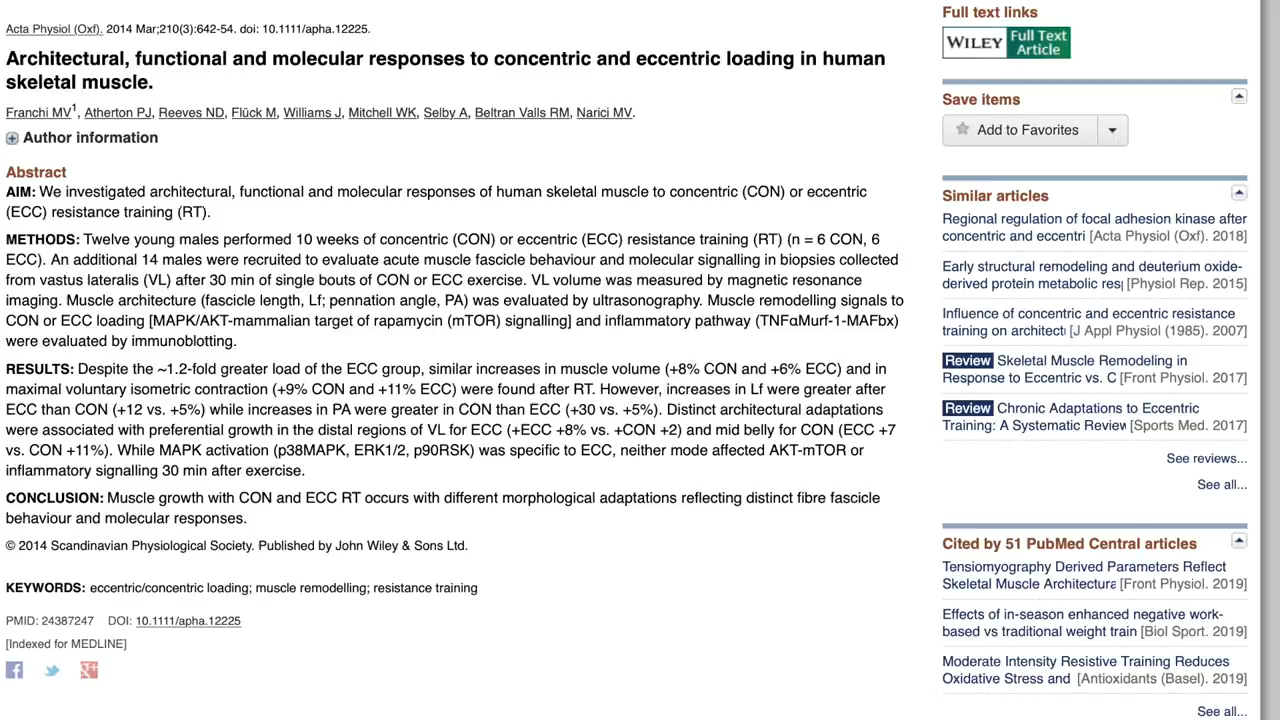 Acta Physiol (Oxf). 2014 Mar;210(3):642-54. doi: 10.1111/apha.12225.
Architectural, functional and molecular responses to concentric and eccentric loading in human
skeletal muscle.
Franchi MV1, Atherton PJ, Reeves ND, Flück M, Williams J, Mitchell WK, Selby A, Beltran Valls RM, Narici MV.
Author information
Abstract
AIM: We investigated architectural, functional and molecular responses of human skeletal muscle to concentric (CON) or eccentric
(ECC) resistance training (RT).
METHODS: Twelve young males performed 10 weeks of concentric (CON) or eccentric (ECC) resistance training (RT) (n = 6 CON, 6
ECC). An additional 14 males were recruited to evaluate acute muscle fascicle behaviour and molecular signalling in biopsies collected
from vastus lateralis (VL) after 30 min of single bouts of CON or ECC exercise. VL volume was measured by magnetic resonance
imaging. Muscle architecture (fascicle length, Lf; pennation angle, PA) was evaluated by ultrasonography. Muscle remodelling signals to
CON or ECC loading [MAPK/AKT-mammalian target of rapamycin (mTOR) signalling] and inflammatory pathway (TNFαMurf-1-MAFbx)
were evaluated by immunoblotting.
RESULTS: Despite the ~1.2-fold greater load of the ECC group, similar increases in muscle volume (+8% CON and +6% ECC) and in
maximal voluntary isometric contraction (+9% CON and +11% ECC) were found after RT. However, increases in Lf were greater after
ECC than CON (+12 vs. +5%) while increases in PA were greater in CON than ECC (+30 vs. +5%). Distinct architectural adaptations
were associated with preferential growth in the distal regions of VL for ECC (+ECC +8% vs. +CON +2) and mid belly for CON (ECC +7
vs. CON +11%). While MAPK activation (p38MAPK, ERK1/2, p90RSK) was specific to ECC, neither mode affected AKT-mTOR or
inflammatory signalling 30 min after exercise.
CONCLUSION: Muscle growth with CON and ECC RT occurs with different morphological adaptations reflecting distinct fibre fascicle
behaviour and molecular responses.
© 2014 Scandinavian Physiological Society. Published by John Wiley & Sons Ltd.
KEYWORDS: eccentric/concentric loading; muscle remodelling; resistance training
PMID: 24387247 DOI: 10.1111/apha.12225
[Indexed for MEDLINE]
Full text links
WILEY Full Text
Article
Save items
Add to Favorites
Similar articles
Regional regulation of focal adhesion kinase after
concentric and eccentri [Acta Physiol (Oxf). 2018]
Early structural remodeling and deuterium oxide-
derived protein metabolic res [Physiol Rep. 2015]
Influence of concentric and eccentric resistance
training on architect [J Appl Physiol (1985). 2007]
Review Skeletal Muscle Remodeling in
Response to Eccentric vs. C [Front Physiol. 2017]
Review Chronic Adaptations to Eccentric
Training: A Systematic Review [Sports Med. 2017]
See reviews...
See all...
Cited by 51 PubMed Central articles
Tensiomyography Derived Parameters Reflect
Skeletal Muscle Architectura [Front Physiol. 2019]
Effects of in-season enhanced negative work-
based vs traditional weight train [Biol Sport. 2019]
Moderate Intensity Resistive Training Reduces
Oxidative Stress and [Antioxidants (Basel). 2019]
See all...